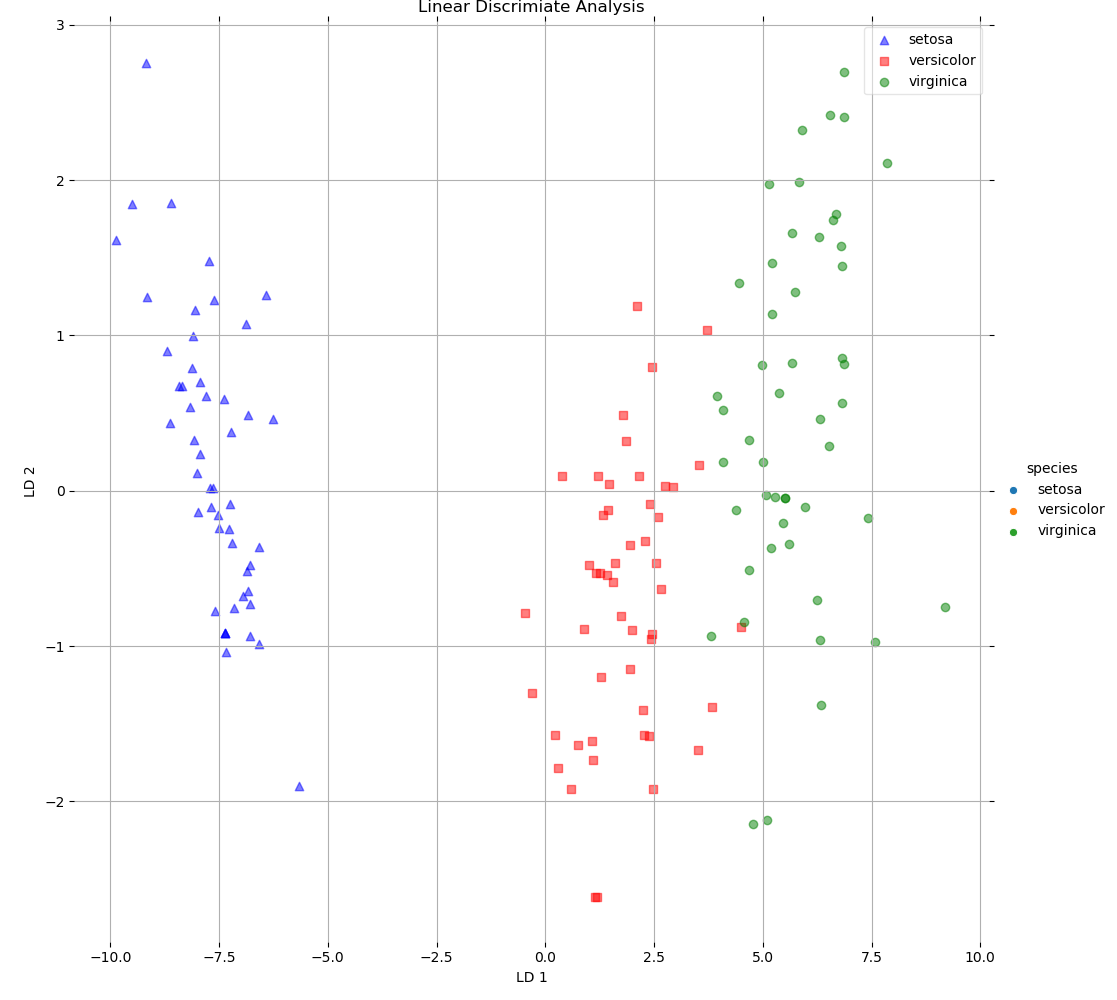 Linear Discrimiate Analysis
setosa
versicolor
virginica
3
2
1
0
−1
−2
LD 2
species
setosa
versicolor
virginica
−10.0 −7.5 −5.0 −2.5 0.0 2.5 5.0 7.5 10.0
LD 1